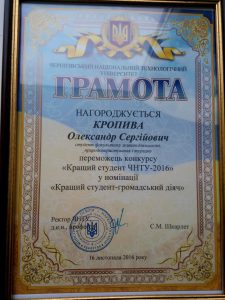 ЧЕРНІГІВСЬКИЙ НАЦІОНАЛЬНИЙ ТЕХНОЛОГІЧНИЙ
УНІВЕРСИТЕТ
ГРАМОТА
НАГОРОДЖУЄТЬСЯ
КРОПИВА
Олександр Сергійович
переможець конкурсу
«Кращий студент ЧНТУ-2016»
у номінації
«Кращий студент-громадський діяч»
Ректор ЧНТУ,
д.е.н., професор
С.М. Шкарлет
16 листопада 2016 року